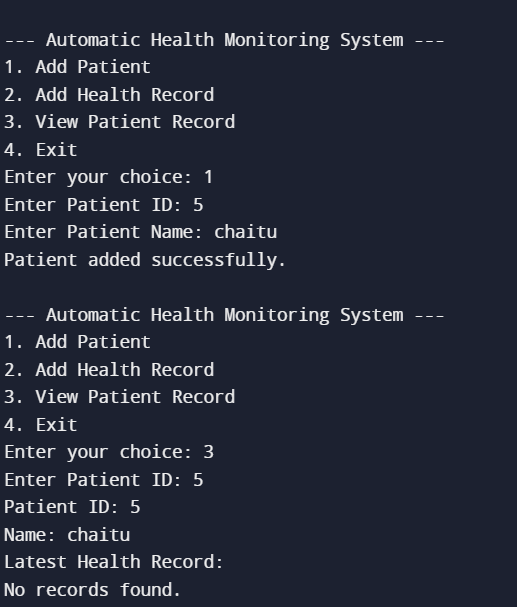 --- Automatic Health Monitoring System ---
1. Add Patient
2. Add Health Record
3. View Patient Record
4. Exit
Enter your choice: 1
Enter Patient ID: 5
Enter Patient Name: chaitu
Patient added successfully.

--- Automatic Health Monitoring System ---
1. Add Patient
2. Add Health Record
3. View Patient Record
4. Exit
Enter your choice: 3
Enter Patient ID: 5
Patient ID: 5
Name: chaitu
Latest Health Record:
No records found.